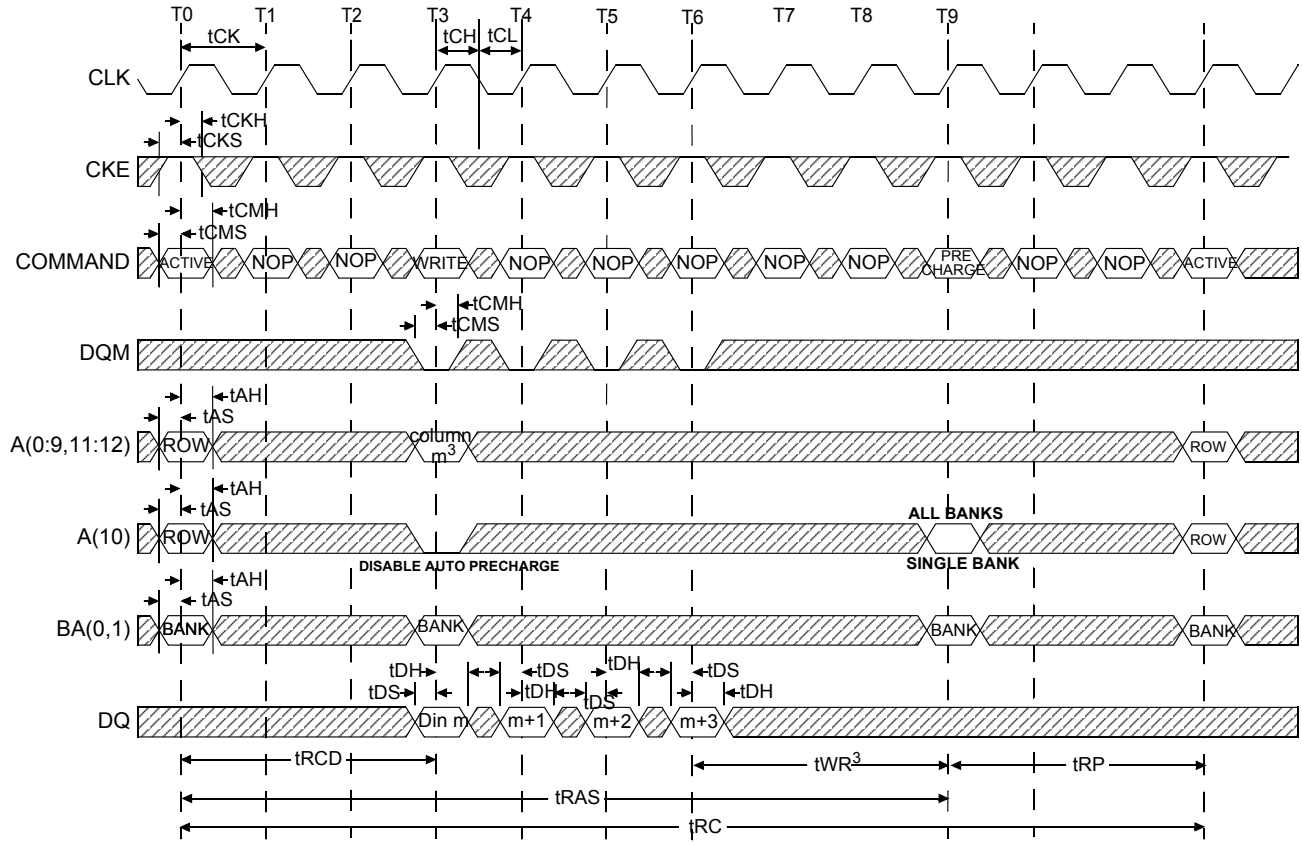 T0 T1 T2 T3 T4 T5 T6 T7 T8 T9
tCK tCH tCL
CLK
tCKH
tCKS
CKE
tCMH
tCMS
COMMAND ACTIVE NOP NOP WRITE NOP NOP NOP NOP NOP PRE CHARGE NOP NOP ACTIVE
tCMH
tCMS
DQM
tAH
tAS
A(0:9,11:12) ROW column m3 ROW
tAH
tAS
ALL BANKS
A(10) ROW ROW
DISABLE AUTO PRECHARGE SINGLE BANK
tAH
tAS
BA(0,1) BANK BANK BANK BANK
tDH tDS tDH tDS
tDS tDH tDS tDH
DQ Din m m+1 m+2 m+3
tRCD tWR3 tRP
tRAS
tRC